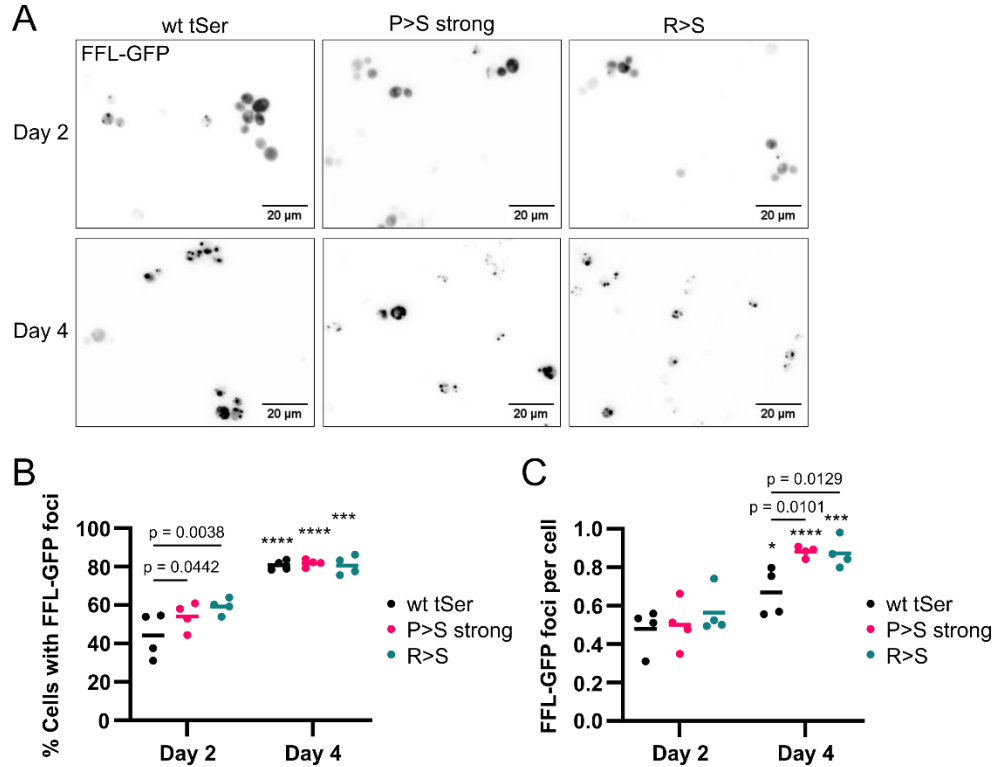 A
wt tSer
P>S strong
R>S
FFL-GFP
Day 2
20 µm
20 µm
20 µm
Day 4
20 µm
20 µm
20 µm
B
% Cells with FFL-GFP foci
100
80
60
40
20
0
p = 0.0038
p = 0.0442
****
****
***
Day 2
Day 4
wt tSer
P>S strong
R>S
C
FFL-GFP foci per cell
1.0
0.8
0.6
0.4
0.2
0.0
p = 0.0129
p = 0.0101
*
****
***
Day 2
Day 4
wt tSer
P>S strong
R>S